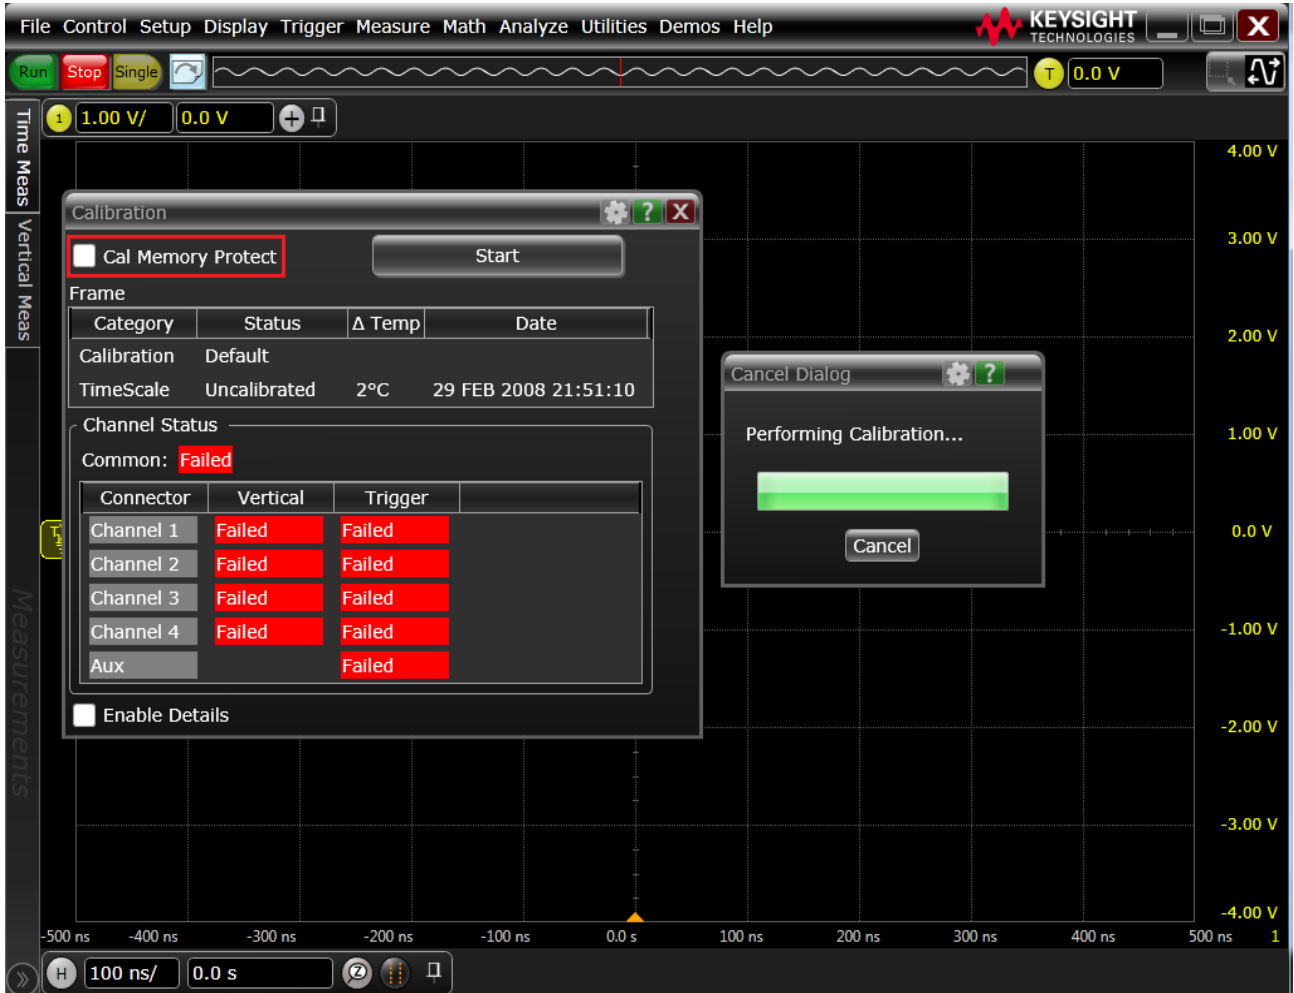 File Control Setup Display Trigger Measure Math Analyze Utilities Demos Help
KEYSIGHT
TECHNOLOGIES
Run Stop Single
T 0.0 V
Time Meas
Vertical Meas
Measurements
1 1.00 V/ 0.0 V
4.00 V
3.00 V
2.00 V
1.00 V
0.0 V
-1.00 V
-2.00 V
-3.00 V
-4.00 V
Calibration ?
Cal Memory Protect Start
Frame
Category Status Δ Temp Date
Calibration Default
TimeScale Uncalibrated 2°C 29 FEB 2008 21:51:10
Channel Status
Common: Failed
Connector Vertical Trigger
Channel 1 Failed Failed
Channel 2 Failed Failed
Channel 3 Failed Failed
Channel 4 Failed Failed
Aux Failed
Enable Details
Cancel Dialog ?
Performing Calibration...
Cancel
-500 ns -400 ns -300 ns -200 ns -100 ns 0.0 s 100 ns 200 ns 300 ns 400 ns 500 ns 1
H 100 ns/ 0.0 s Z